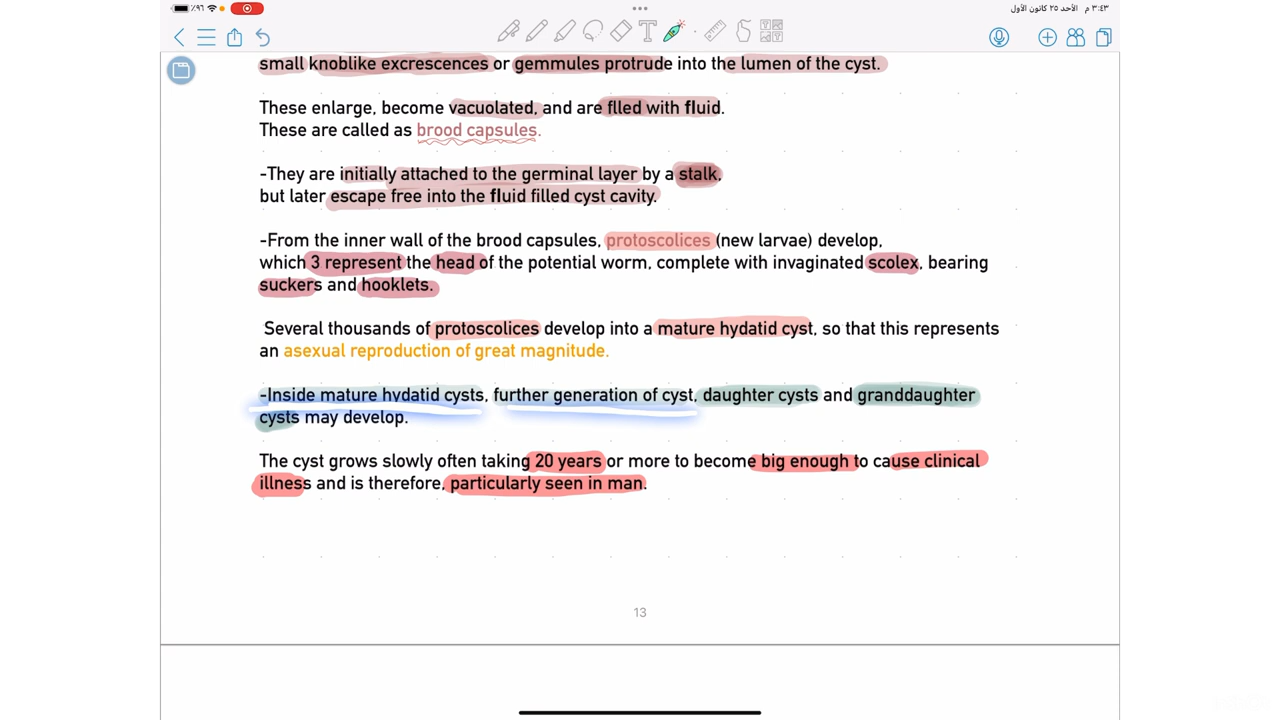 ٣:٤٣ م الأحد ٢٥ كانون الأول
٪٩٦
small knoblike excrescences or gemmules protrude into the lumen of the cyst.
These enlarge, become vacuolated, and are flled with fluid.
These are called as brood capsules.
-They are initially attached to the germinal layer by a stalk,
but later escape free into the fluid filled cyst cavity.
-From the inner wall of the brood capsules, protoscolices (new larvae) develop,
which 3 represent the head of the potential worm, complete with invaginated scolex, bearing
suckers and hooklets.
Several thousands of protoscolices develop into a mature hydatid cyst, so that this represents
an asexual reproduction of great magnitude.
-Inside mature hydatid cysts, further generation of cyst, daughter cysts and granddaughter
cysts may develop.
The cyst grows slowly often taking 20 years or more to become big enough to cause clinical
illness and is therefore, particularly seen in man.
13